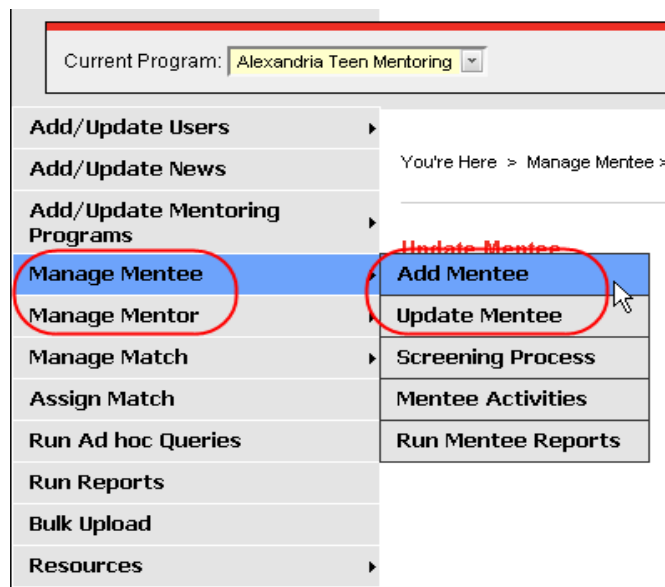 Current Program: Alexandria Teen Mentoring
Add/Update Users
Add/Update News
Add/Update Mentoring
Programs
Manage Mentee
Manage Mentor
Manage Match
Assign Match
Run Ad hoc Queries
Run Reports
Bulk Upload
Resources
You're Here > Manage Mentee >
Update Mentee
Add Mentee
Update Mentee
Screening Process
Mentee Activities
Run Mentee Reports